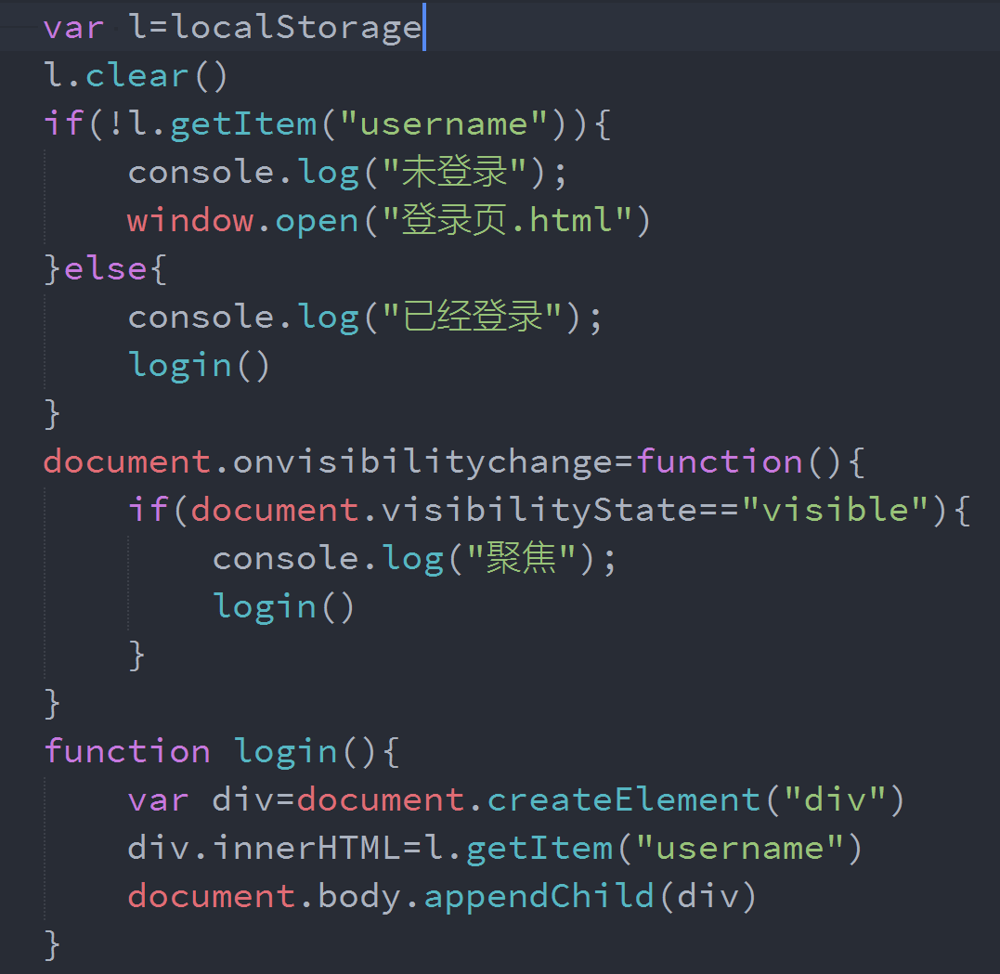 var l=localStorage
l.clear()
if(!l.getItem("username")){
    console.log("未登录");
    window.open("登录页.html")
}else{
    console.log("已经登录");
    login()
}
document.onvisibilitychange=function(){
    if(document.visibilityState=="visible"){
        console.log("聚焦");
        login()
    }
}
function login(){
    var div=document.createElement("div")
    div.innerHTML=l.getItem("username")
    document.body.appendChild(div)
}